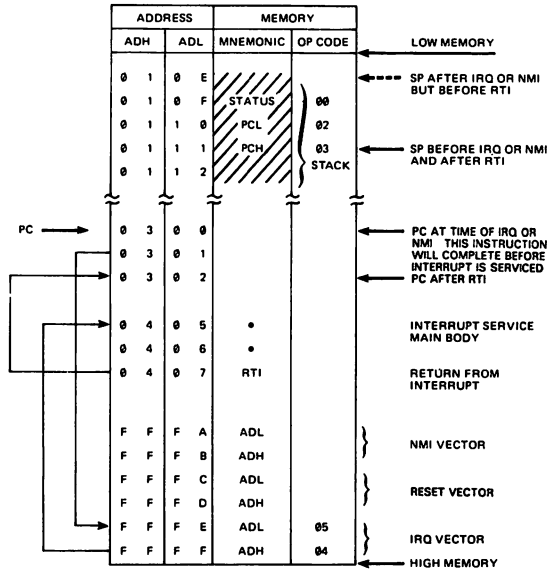 ADDRESS MEMORY
ADH ADL MNEMONIC OP CODE LOW MEMORY
0 1 0 E SP AFTER IRQ OR NMI
BUT BEFORE RTI
0 1 0 F STATUS 00
0 1 1 0 PCL 02
0 1 1 1 PCH 03 SP BEFORE IRQ OR NMI
AND AFTER RTI
0 1 1 2 STACK
PC 0 3 0 0 PC AT TIME OF IRQ OR
NMI THIS INSTRUCTION
0 3 0 1 WILL COMPLETE BEFORE
INTERRUPT IS SERVICED
0 3 0 2 PC AFTER RTI
0 4 0 5 • INTERRUPT SERVICE
MAIN BODY
0 4 0 6 •
0 4 0 7 RTI RETURN FROM
INTERRUPT
F F F A ADL
NMI VECTOR
F F F B ADH
F F F C ADL
RESET VECTOR
F F F D ADH
F F F E ADL 05
IRQ VECTOR
F F F F ADH 04
HIGH MEMORY